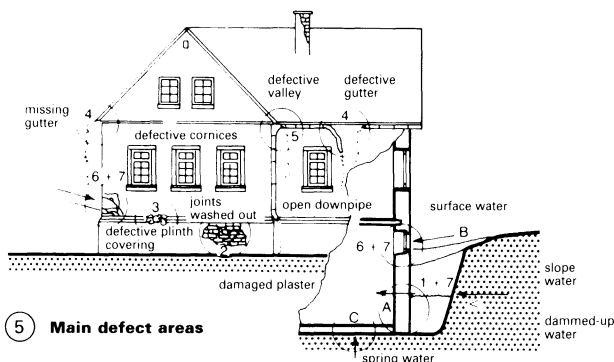 defective
valley
defective
gutter
missing
gutter
4
4
5
defective cornices
6 + 7
3
joints
washed out
open downpipe
defective plinth
covering
2
surface water
B
6 + 7
slope
water
damaged plaster
1 + 7
A
C
dammed-up
water
5 Main defect areas
spring water